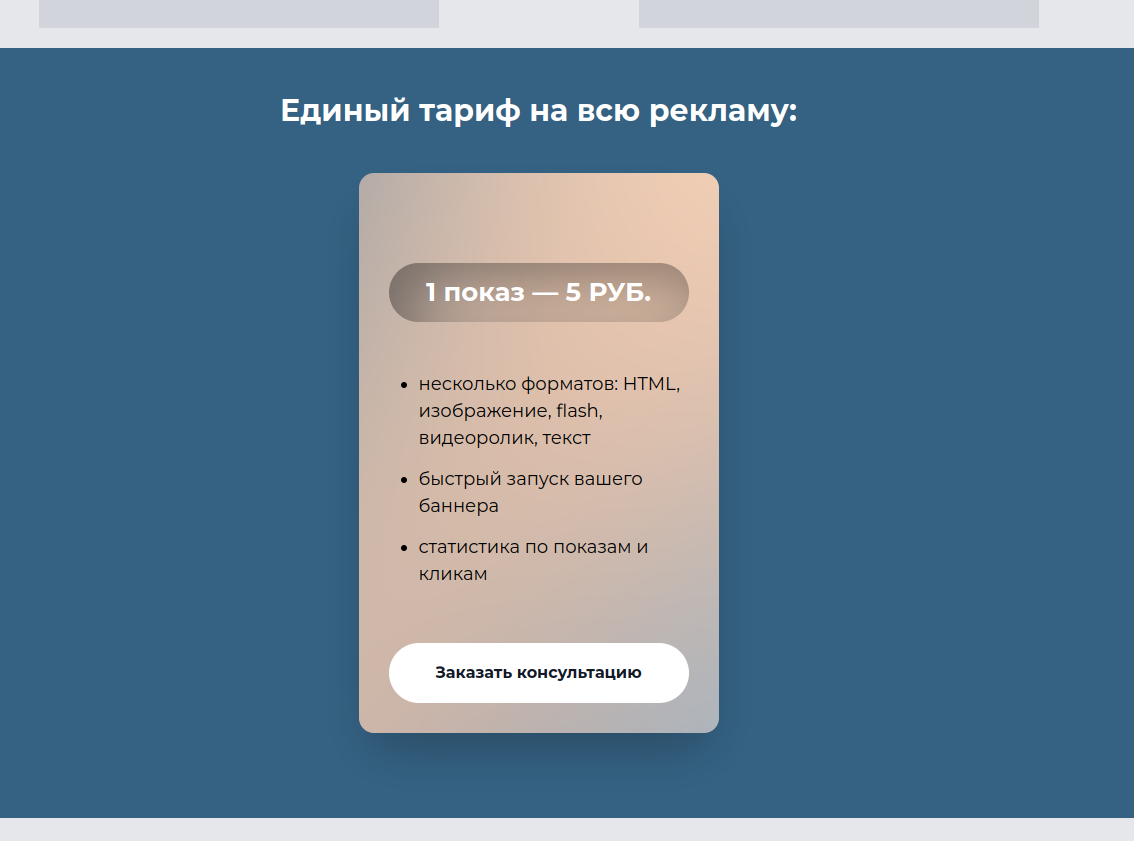 Единый тариф на всю рекламу:
1 показ — 5 РУБ.
несколько форматов: HTML,
изображение, flash,
видеоролик, текст
быстрый запуск вашего
баннера
статистика по показам и
кликам
Заказать консультацию